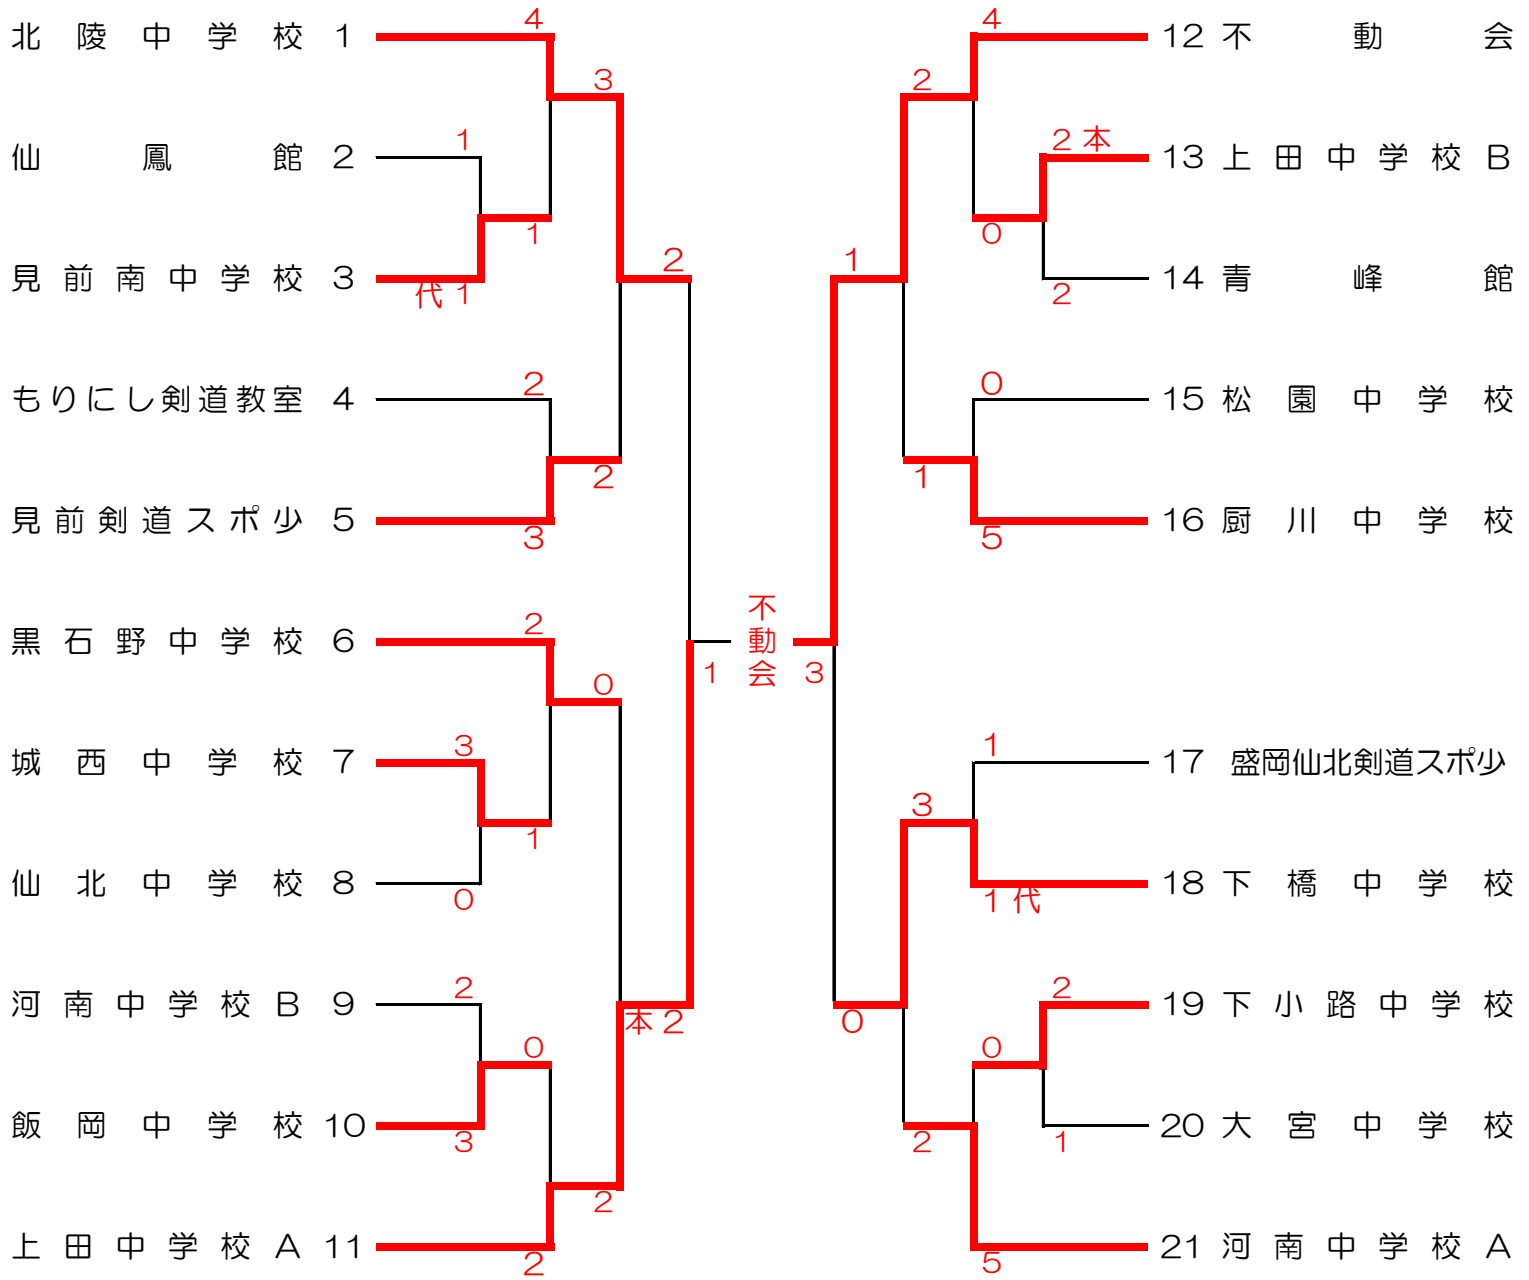 北陵中学校 1
4
3
仙鳳館 2
1
見前南中学校 3
代 1
1
2
もりにし剣道教室 4
2
見前剣道スポ少 5
3
2
黒石野中学校 6
2
0
城西中学校 7
3
1
仙北中学校 8
0
河南中学校B 9
2
本 2
0
飯岡中学校 10
3
2
上田中学校A 11
2
1
不動会
3
4
12 不動会
2
2 本
13 上田中学校B
0
1
14 青峰館
2
0
15 松園中学校
1
16 厨川中学校
5
1
17 盛岡仙北剣道スポ少
3
18 下橋中学校
1 代
0
2
19 下小路中学校
0
20 大宮中学校
1
2
21 河南中学校A
5